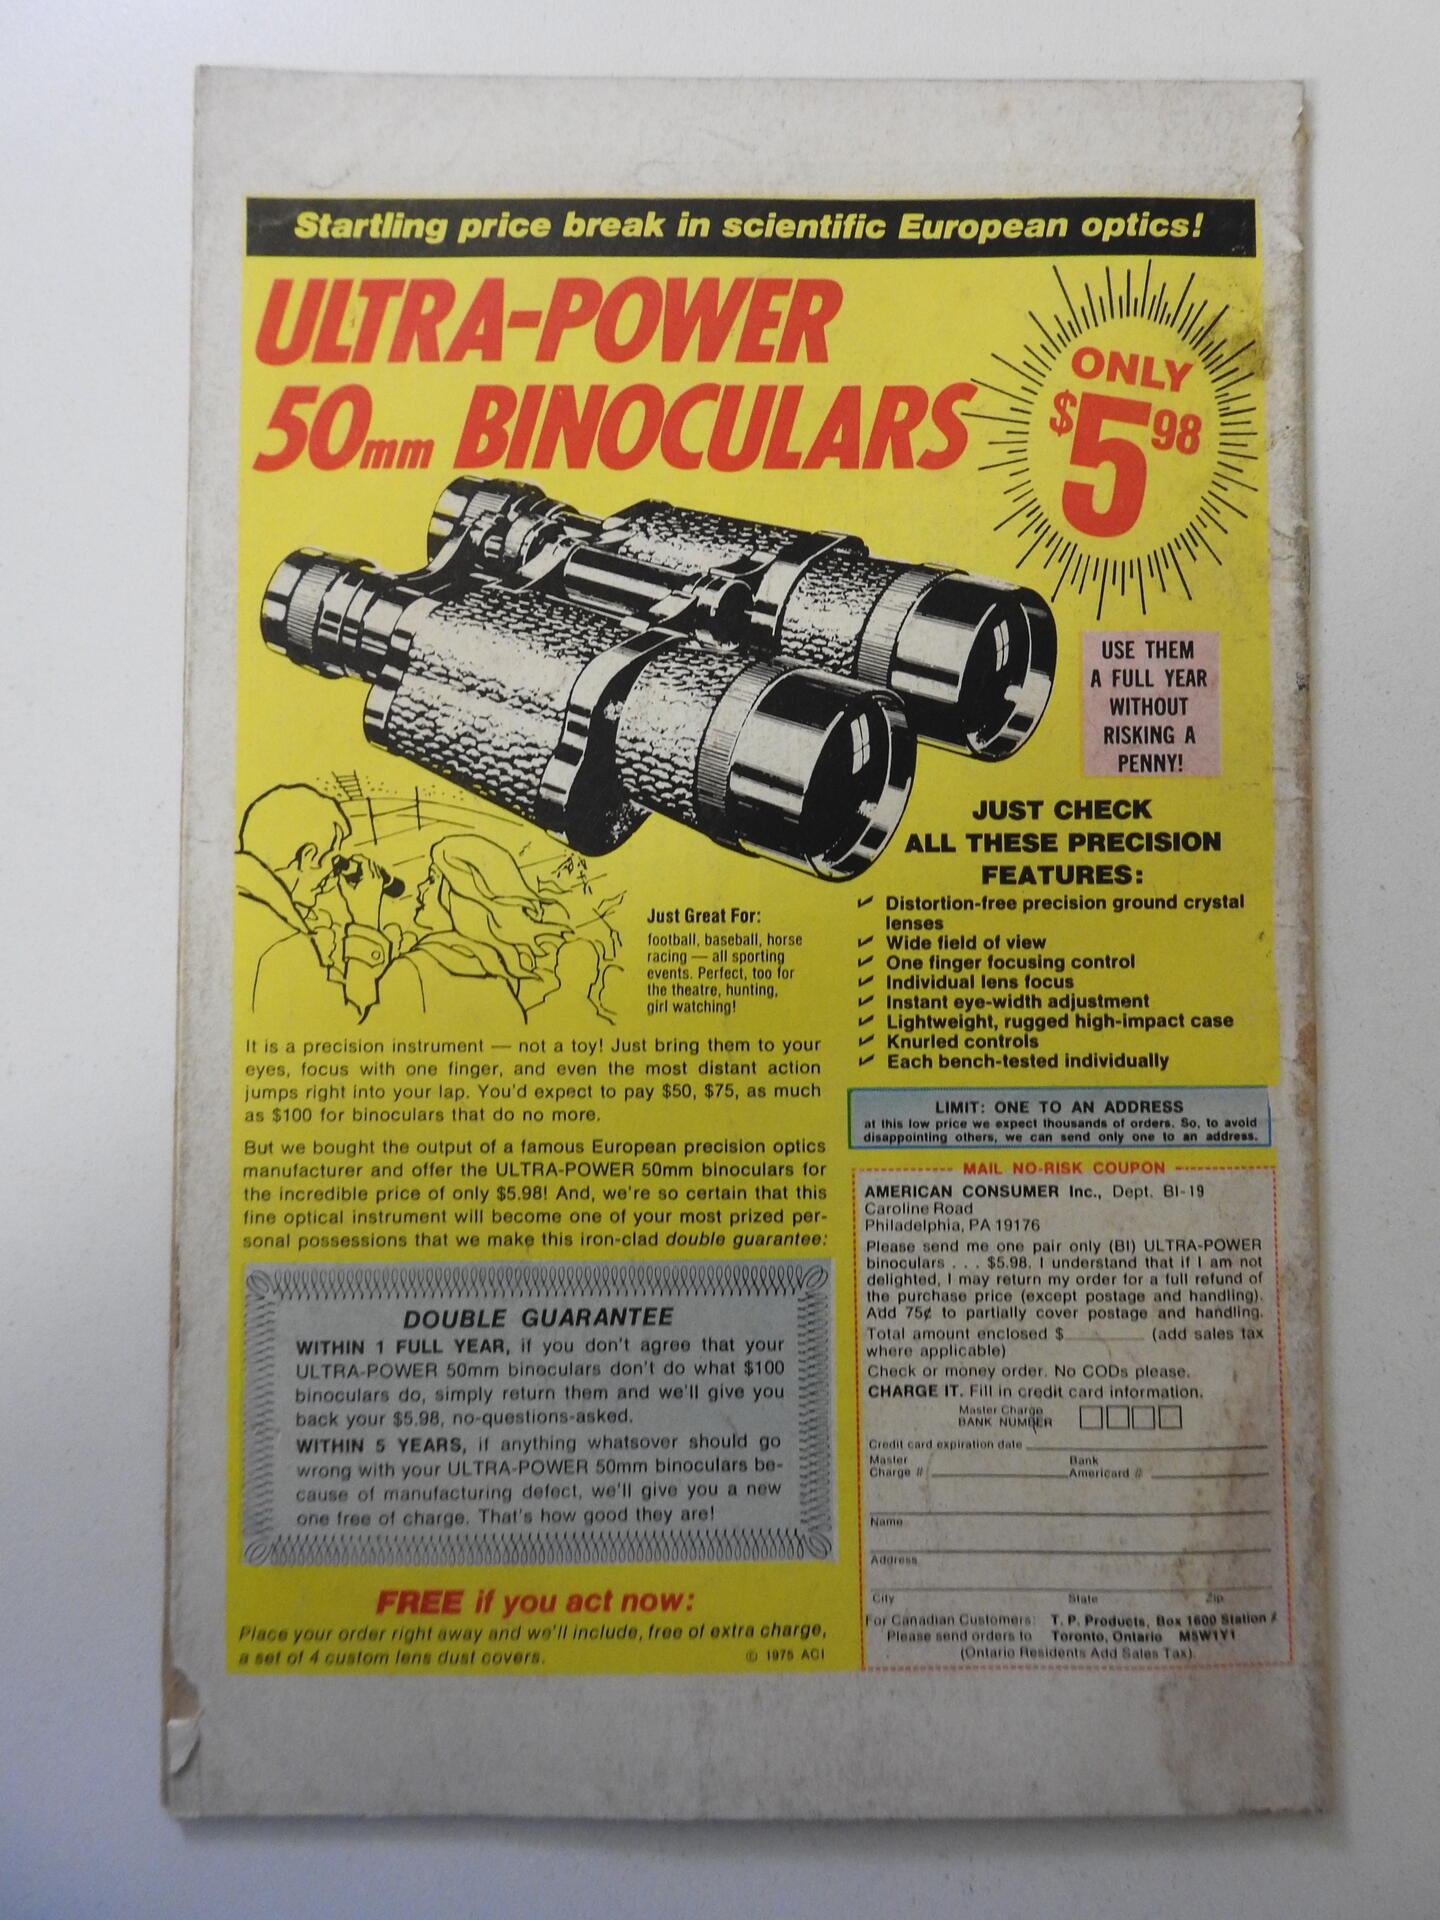 Startling price break in scientific European optics!
ULTRA-POWER
50mm BINOCULARS
ONLY
$5 98
USE THEM
A FULL YEAR
WITHOUT
RISKING A
PENNY!
JUST CHECK
ALL THESE PRECISION
FEATURES:
✓ Distortion-free precision ground crystal
lenses
✓ Wide field of view
✓ One finger focusing control
✓ Individual lens focus
✓ Instant eye-width adjustment
✓ Lightweight, rugged high-impact case
✓ Knurled controls
✓ Each bench-tested individually
Just Great For:
football, baseball, horse
racing — all sporting
events. Perfect, too for
the theatre, hunting,
girl watching!
It is a precision instrument — not a toy! Just bring them to your
eyes, focus with one finger, and even the most distant action
jumps right into your lap. You'd expect to pay $50, $75, as much
as $100 for binoculars that do no more.
But we bought the output of a famous European precision optics
manufacturer and offer the ULTRA-POWER 50mm binoculars for
the incredible price of only $5.98! And, we're so certain that this
fine optical instrument will become one of your most prized per-
sonal possessions that we make this iron-clad double guarantee:
DOUBLE GUARANTEE
WITHIN 1 FULL YEAR, if you don't agree that your
ULTRA-POWER 50mm binoculars don't do what $100
binoculars do, simply return them and we'll give you
back your $5.98, no-questions-asked.
WITHIN 5 YEARS, if anything whatsover should go
wrong with your ULTRA-POWER 50mm binoculars be-
cause of manufacturing defect, we'll give you a new
one free of charge. That's how good they are!
FREE if you act now:
Place your order right away and we'll include, free of extra charge,
a set of 4 custom lens dust covers.
© 1975 ACI
LIMIT: ONE TO AN ADDRESS
at this low price we expect thousands of orders. So, to avoid
disappointing others, we can send only one to an address.
MAIL NO-RISK COUPON
AMERICAN CONSUMER Inc., Dept. BI-19
Caroline Road
Philadelphia, PA 19176
Please send me one pair only (BI) ULTRA-POWER
binoculars . . . $5.98. I understand that if I am not
delighted, I may return my order for a full refund of
the purchase price (except postage and handling).
Add 75¢ to partially cover postage and handling.
Total amount enclosed $ (add sales tax
where applicable)
Check or money order. No CODs please.
CHARGE IT. Fill in credit card information.
Master Charge
BANK NUMBER
Credit card expiration date
Master Bank
Charge # Americard #
Name
Address
City State Zip
For Canadian Customers: T. P. Products, Box 1600 Station
Please send orders to Toronto, Ontario M5W1Y1
(Ontario Residents Add Sales Tax)